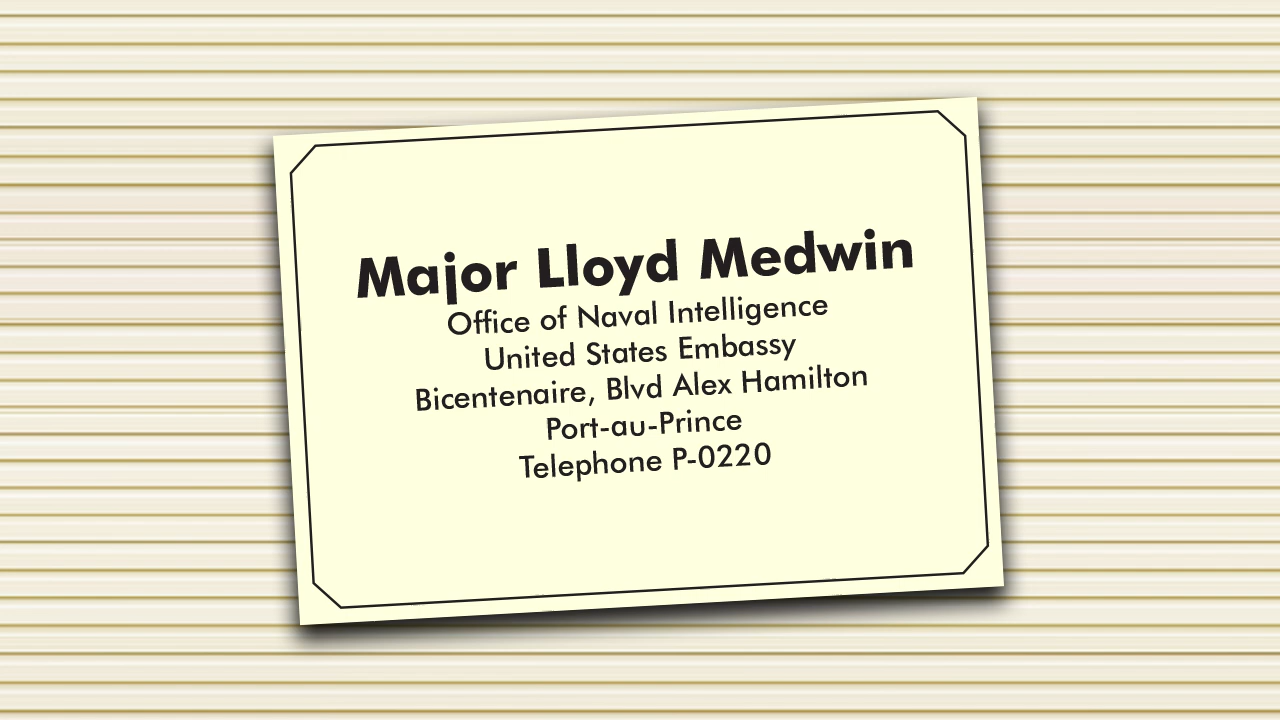 Major Lloyd Medwin
Office of Naval Intelligence
United States Embassy
Bicentenaire, Blvd Alex Hamilton
Port-au-Prince
Telephone P-0220